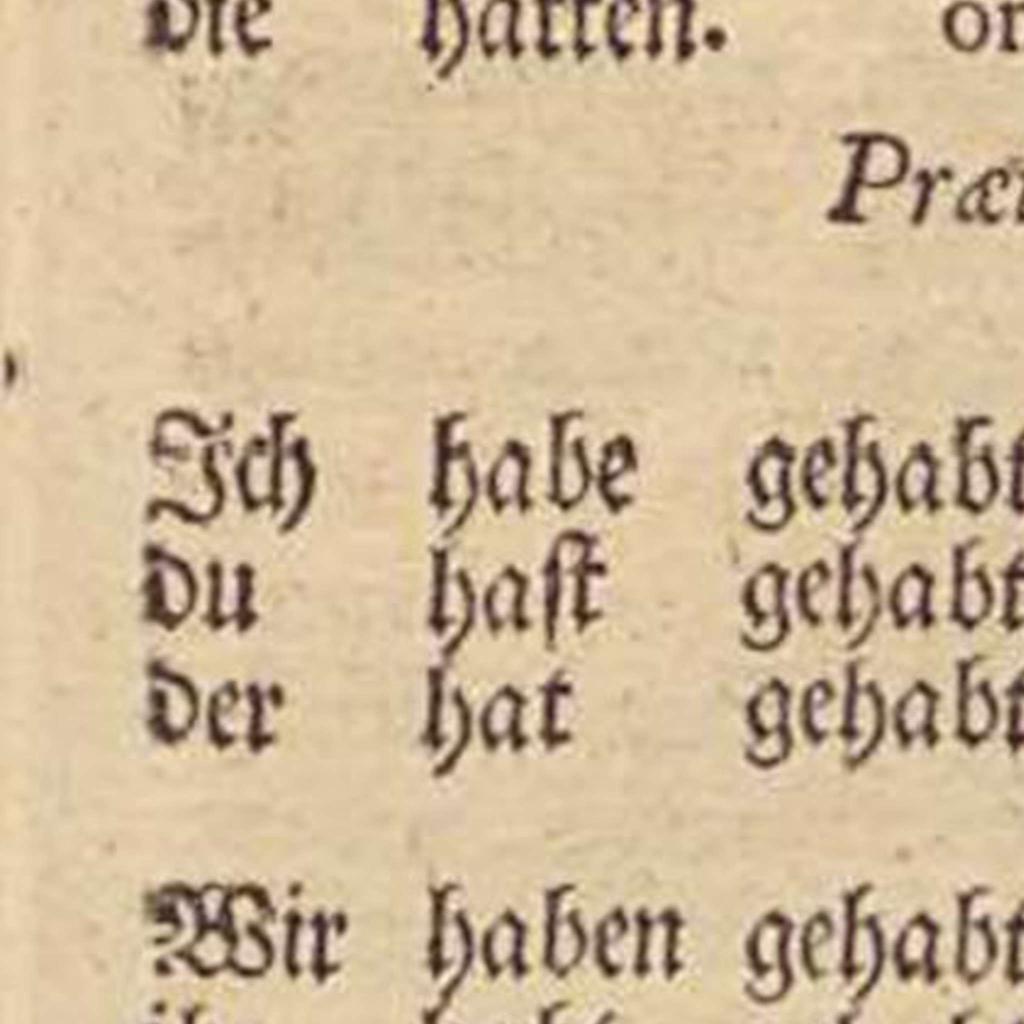 die hatten. or
Præ
Ich habe gehabt
du hast gehabt
der hat gehabt
Wir haben gehabt